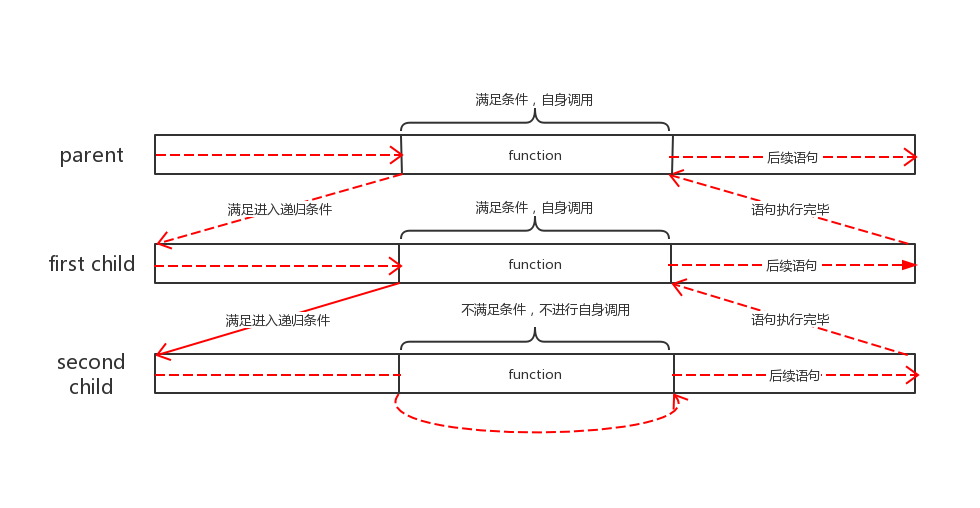 满足条件，自身调用
parent
function
后续语句
满足进入递归条件
满足条件，自身调用
语句执行完毕
first child
function
后续语句
满足进入递归条件
不满足条件，不进行自身调用
语句执行完毕
second
child
function
后续语句